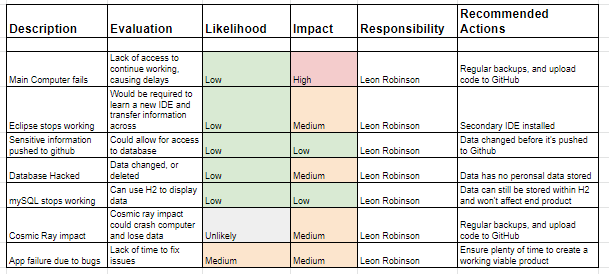 Description Evaluation Likelihood Impact Responsibility Recommended Actions
Main Computer fails
Lack of access to
continue working,
causing delays
Low
High
Leon Robinson
Regular backups, and upload
code to GitHub
Eclipse stops working
Would be required to
learn a new IDE and
transfer information
across
Low
Medium
Leon Robinson
Secondary IDE installed
Sensitive information
pushed to github
Could allow for access
to database
Low
Low
Leon Robinson
Data changed before it's pushed
to Github
Database Hacked
Data changed, or
deleted
Low
Medium
Leon Robinson
Data has no peronsal data stored
mySQL stops working
Can use H2 to display
data
Low
Low
Leon Robinson
Data can still be stored within H2
and won't affect end product
Cosmic Ray impact
Cosmic ray impact
could crash computer
and lose data
Unlikely
Medium
Leon Robinson
Regular backups, and upload
code to GitHub
App failure due to bugs
Lack of time to fix
issues
Medium
Medium
Leon Robinson
Ensure plenty of time to create a
working viable product